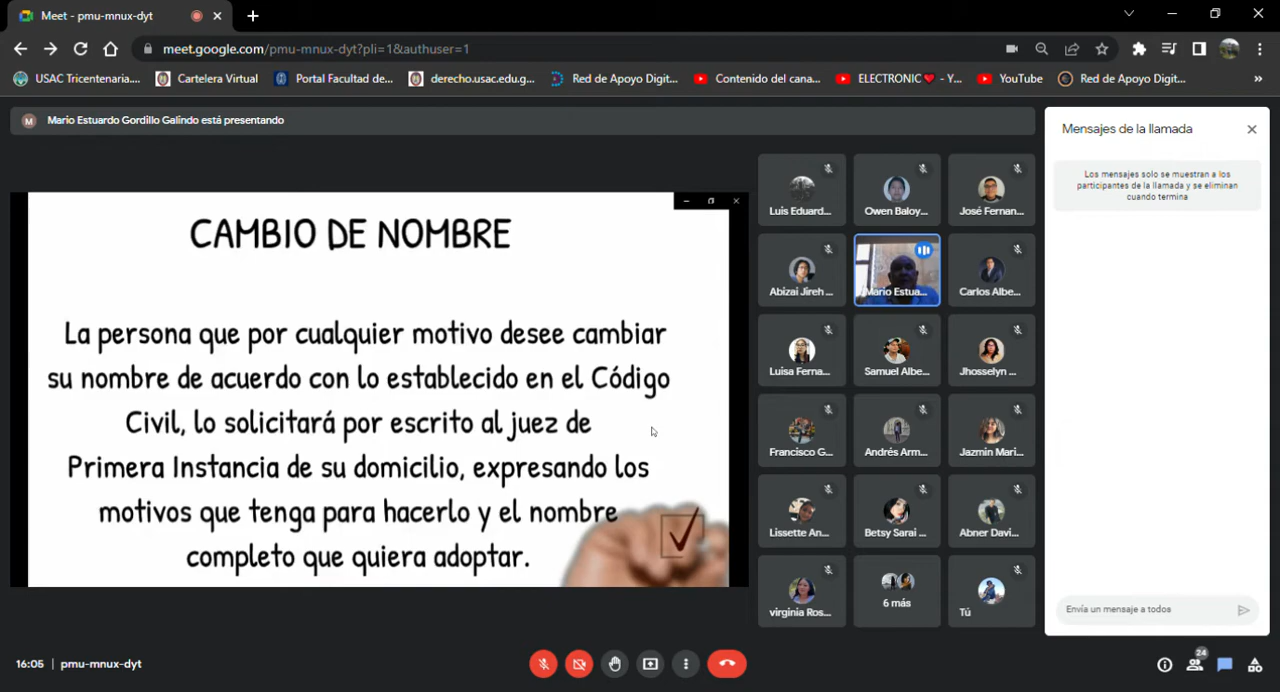 Meet - pmu-mnux-dyt
meet.google.com/pmu-mnux-dyt?pli=1&authuser=1
USAC Tricentenaria....
Cartelera Virtual
Portal Facultad de...
derecho.usac.edu.g...
Red de Apoyo Digit...
Contenido del cana...
ELECTRONIC❤ - Y...
YouTube
Red de Apoyo Digit...
»
M
Mario Estuardo Gordillo Galindo está presentando
CAMBIO DE NOMBRE
La persona que por cualquier motivo desee cambiar
su nombre de acuerdo con lo establecido en el Código
Civil, lo solicitará por escrito al juez de
Primera Instancia de su domicilio, expresando los
motivos que tenga para hacerlo y el nombre
completo que quiera adoptar.
Luis Eduard...
Owen Baloy...
José Fernan...
Abizai Jireh ...
Mario Estua...
Carlos Albe...
Luisa Ferna...
Samuel Albe...
Jhosselyn ...
Francisco G...
Andrés Arm...
Jazmin Mari...
Lissette An...
Betsy Sarai ...
Abner Davi...
virginia Ros...
6 más
Tú
Mensajes de la llamada
Los mensajes solo se muestran a los
participantes de la llamada y se eliminan
cuando termina
Envía un mensaje a todos
16:05
pmu-mnux-dyt
24